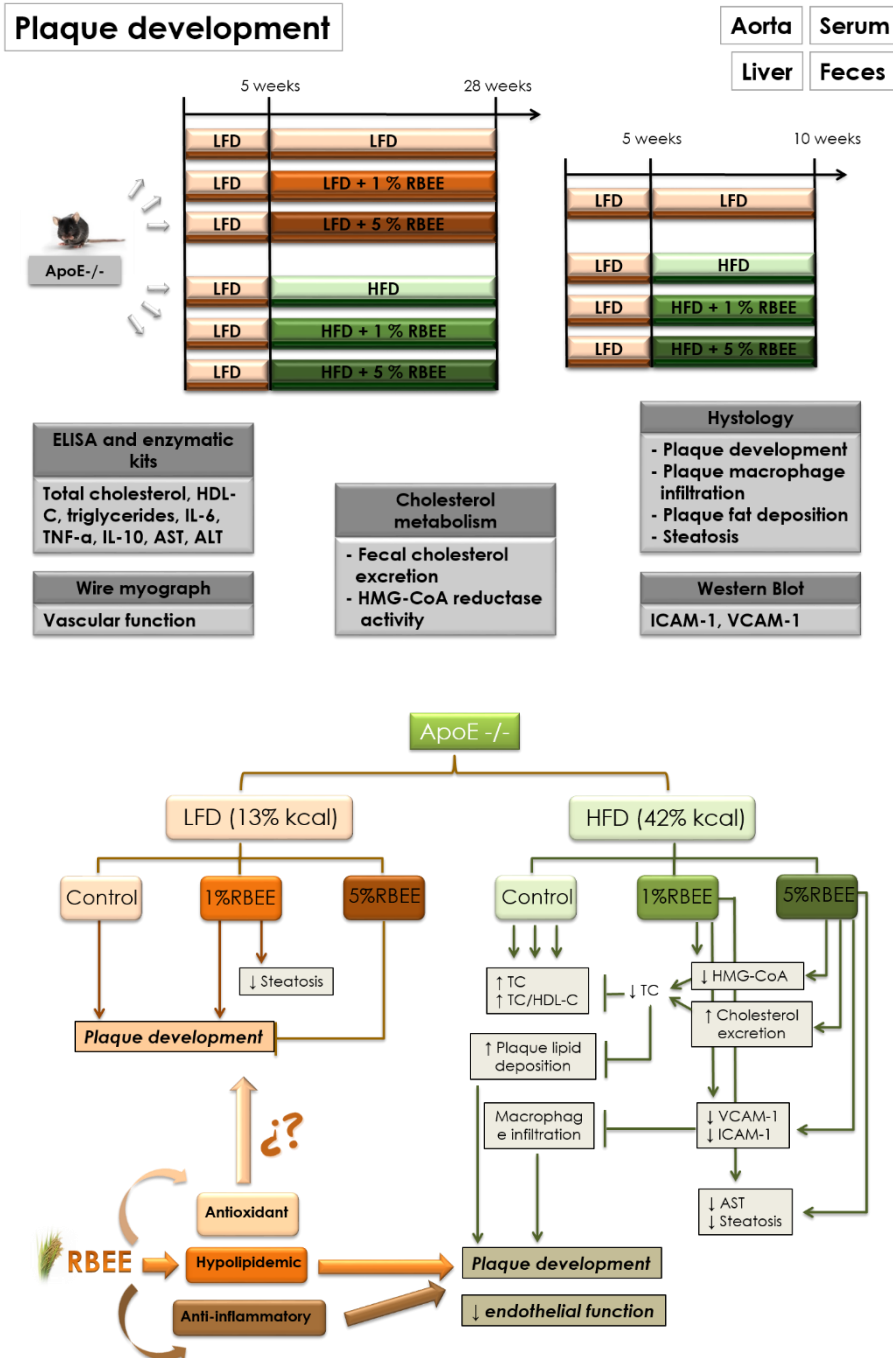 Plaque development
Aorta
Serum
Liver
Feces
5 weeks
28 weeks
LFD
LFD
LFD
LFD + 1 % RBEE
LFD
LFD + 5 % RBEE
ApoE-/-
LFD
HFD
LFD
HFD + 1 % RBEE
LFD
HFD + 5 % RBEE
5 weeks
10 weeks
LFD
LFD
LFD
HFD
LFD
HFD + 1 % RBEE
LFD
HFD + 5 % RBEE
ELISA and enzymatic
kits
Total cholesterol, HDL-
C, triglycerides, IL-6,
TNF-a, IL-10, AST, ALT
Wire myograph
Vascular function
Cholesterol
metabolism
- Fecal cholesterol
excretion
- HMG-CoA reductase
activity
Hystology
- Plaque development
- Plaque macrophage
infiltration
- Plaque fat deposition
- Steatosis
Western Blot
ICAM-1, VCAM-1
ApoE -/-
LFD (13% kcal)
HFD (42% kcal)
Control
1%RBEE
5%RBEE
Control
1%RBEE
5%RBEE
↓ Steatosis
Plaque development
↑ TC
↑ TC/HDL-C
↓ TC
↓ HMG-CoA
↑ Cholesterol
excretion
↑ Plaque lipid
deposition
Macrophag
e infiltration
↓ VCAM-1
↓ ICAM-1
↓ AST
↓ Steatosis
¿?
Antioxidant
RBEE
Hypolipidemic
Anti-inflammatory
Plaque development
↓ endothelial function